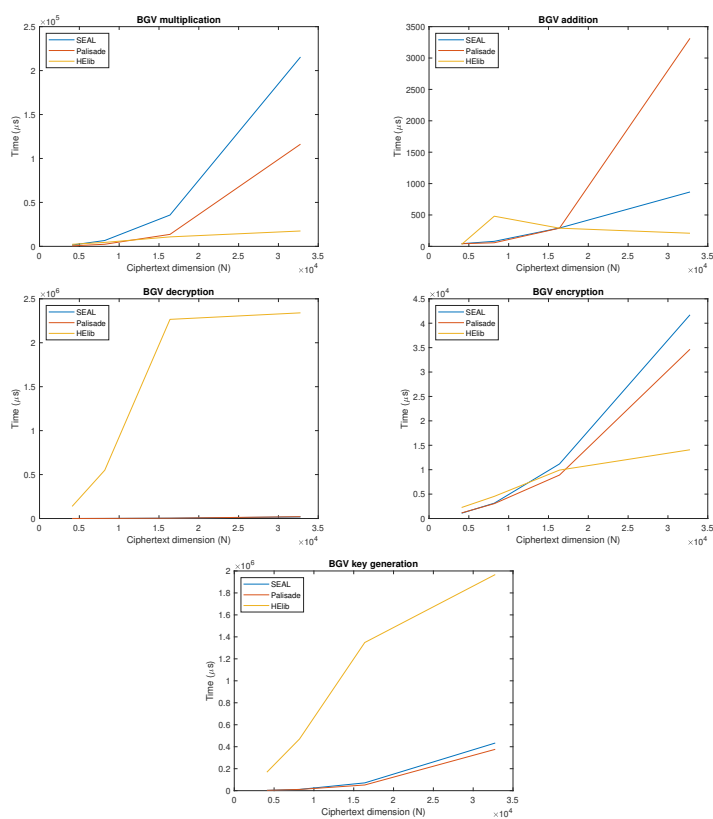 BGV multiplication
×10^5
SEAL
Palisade
HElib
Time (μs)
2.5
2
1.5
1
0.5
0
0 0.5 1 1.5 2 2.5 3 3.5
Ciphertext dimension (N)
×10^4
BGV addition
SEAL
Palisade
HElib
Time (μs)
3500
3000
2500
2000
1500
1000
500
0
0 0.5 1 1.5 2 2.5 3 3.5
Ciphertext dimension (N)
×10^4
BGV decryption
×10^6
SEAL
Palisade
HElib
Time (μs)
2.5
2
1.5
1
0.5
0
0 0.5 1 1.5 2 2.5 3 3.5
Ciphertext dimension (N)
×10^4
BGV encryption
×10^4
SEAL
Palisade
HElib
Time (μs)
4.5
4
3.5
3
2.5
2
1.5
1
0.5
0
0 0.5 1 1.5 2 2.5 3 3.5
Ciphertext dimension (N)
×10^4
BGV key generation
×10^6
SEAL
Palisade
HElib
Time (μs)
2
1.8
1.6
1.4
1.2
1
0.8
0.6
0.4
0.2
0
0 0.5 1 1.5 2 2.5 3 3.5
Ciphertext dimension (N)
×10^4